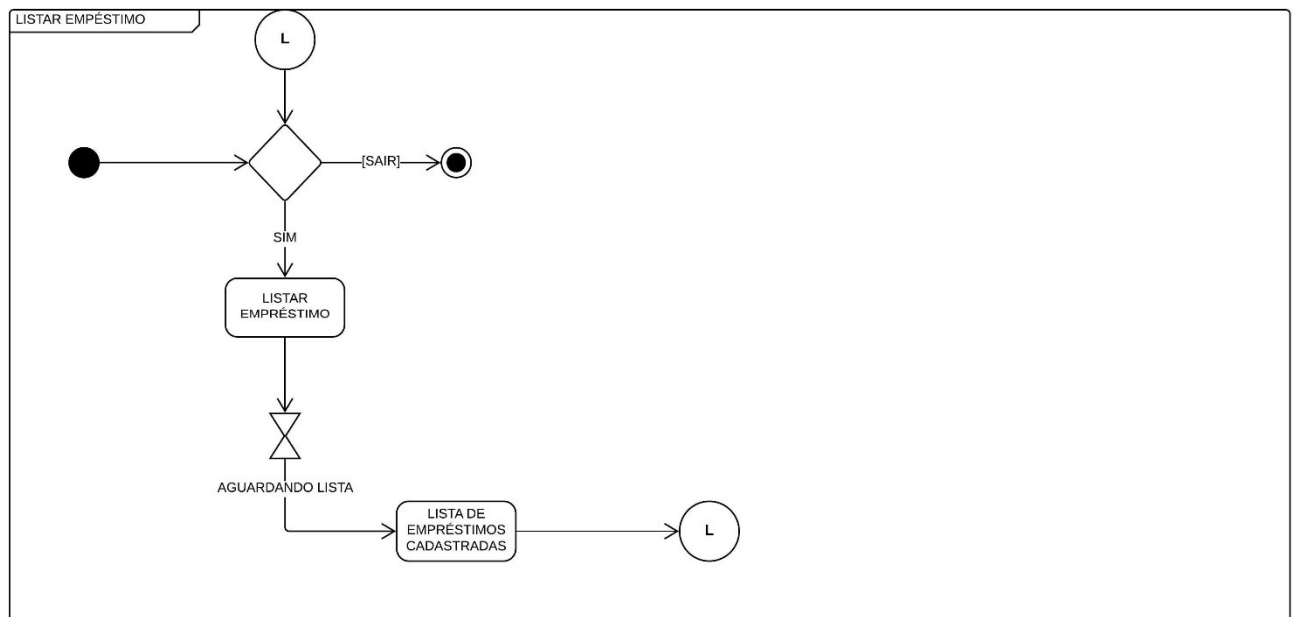 LISTAR EMPÉSTIMO
L
[SAIR]
SIM
LISTAR
EMPRÉSTIMO
AGUARDANDO LISTA
LISTA DE
EMPRÉSTIMOS
CADASTRADAS
L